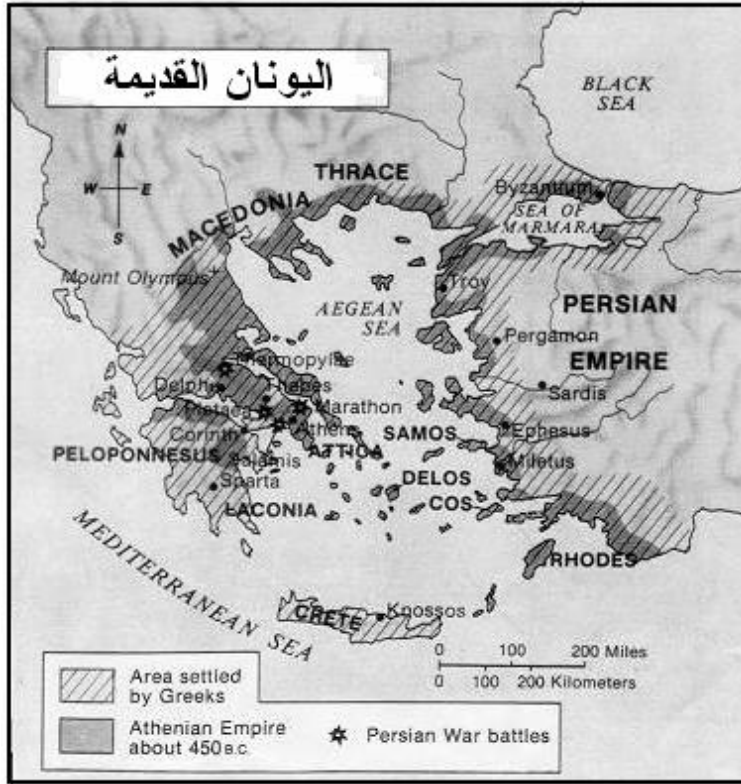 اليونان القديمة
BLACK
SEA
N
W E
S
THRACE
MACEDONIA
Byzantium
SEA OF
MARMARA
Mount Olympus
Troy
AEGEAN
SEA
PERSIAN
EMPIRE
Pergamon
Thermopylae
Delphi
Thebes
Sardis
Plataea
Marathon
Corinth
Athens
SAMOS
Ephesus
PELOPONNESUS
Salamis
ATTICA
Miletus
Sparta
DELOS
LACONIA
COS
MEDITERRANEAN SEA
RHODES
CRETE
Knossos
0 100 200 Miles
0 100 200 Kilometers
Area settled
by Greeks
Athenian Empire
about 450 B.C.
Persian War battles